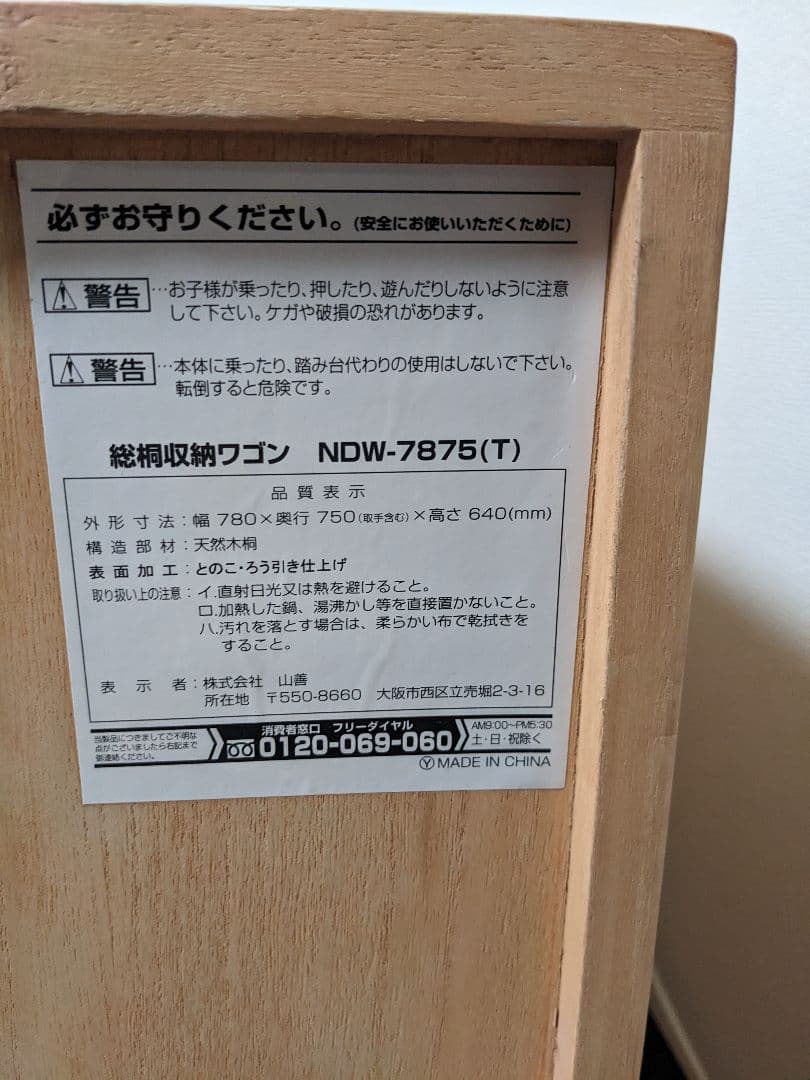 必ずお守りください。(安全にお使いいただくために)
警告…お子様が乗ったり、押したり、遊んだりしないように注意
して下さい。ケガや破損の恐れがあります。
警告…本体に乗ったり、踏み台代わりの使用はしないで下さい。
転倒すると危険です。
総桐収納ワゴン NDW-7875(T)
品質表示
外形寸法：幅780×奥行750(取手含む)×高さ640(mm)
構造部材：天然木桐
表面加工：とのこ・ろう引き仕上げ
取り扱い上の注意：イ.直射日光又は熱を避けること。
ロ.加熱した鍋、湯沸かし等を直接置かないこと。
ハ.汚れを落とす場合は、柔らかい布で乾拭きを
すること。
表示者：株式会社 山善
所在地 〒550-8660 大阪市西区立売堀2-3-16
当製品につきましてご不明な
点がございましたら右記まで
御連絡ください。
消費者窓口 フリーダイヤル
0120-069-060
AM9:00〜PM5:30
土・日・祝除く
Ⓨ MADE IN CHINA